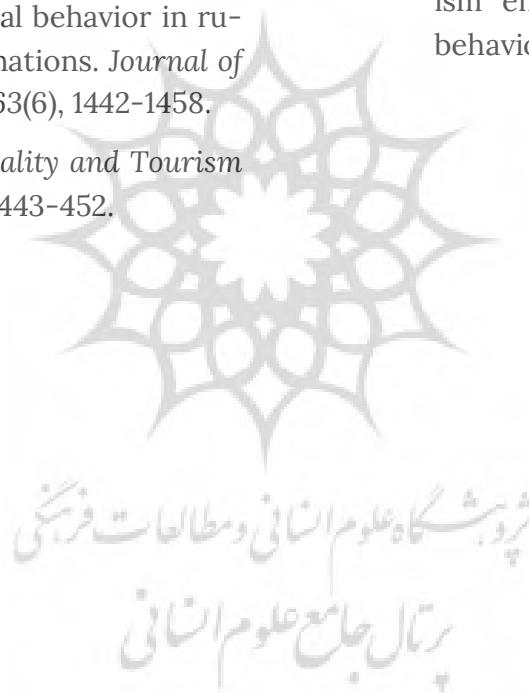 al behavior in ru-
nations. Journal of
63(6), 1442-1458.
ality and Tourism
443-452.
ism en
behavio
پژوهشگاه علوم انسانی و مطالعات فرهنگی
پرتال جامع علوم انسانی